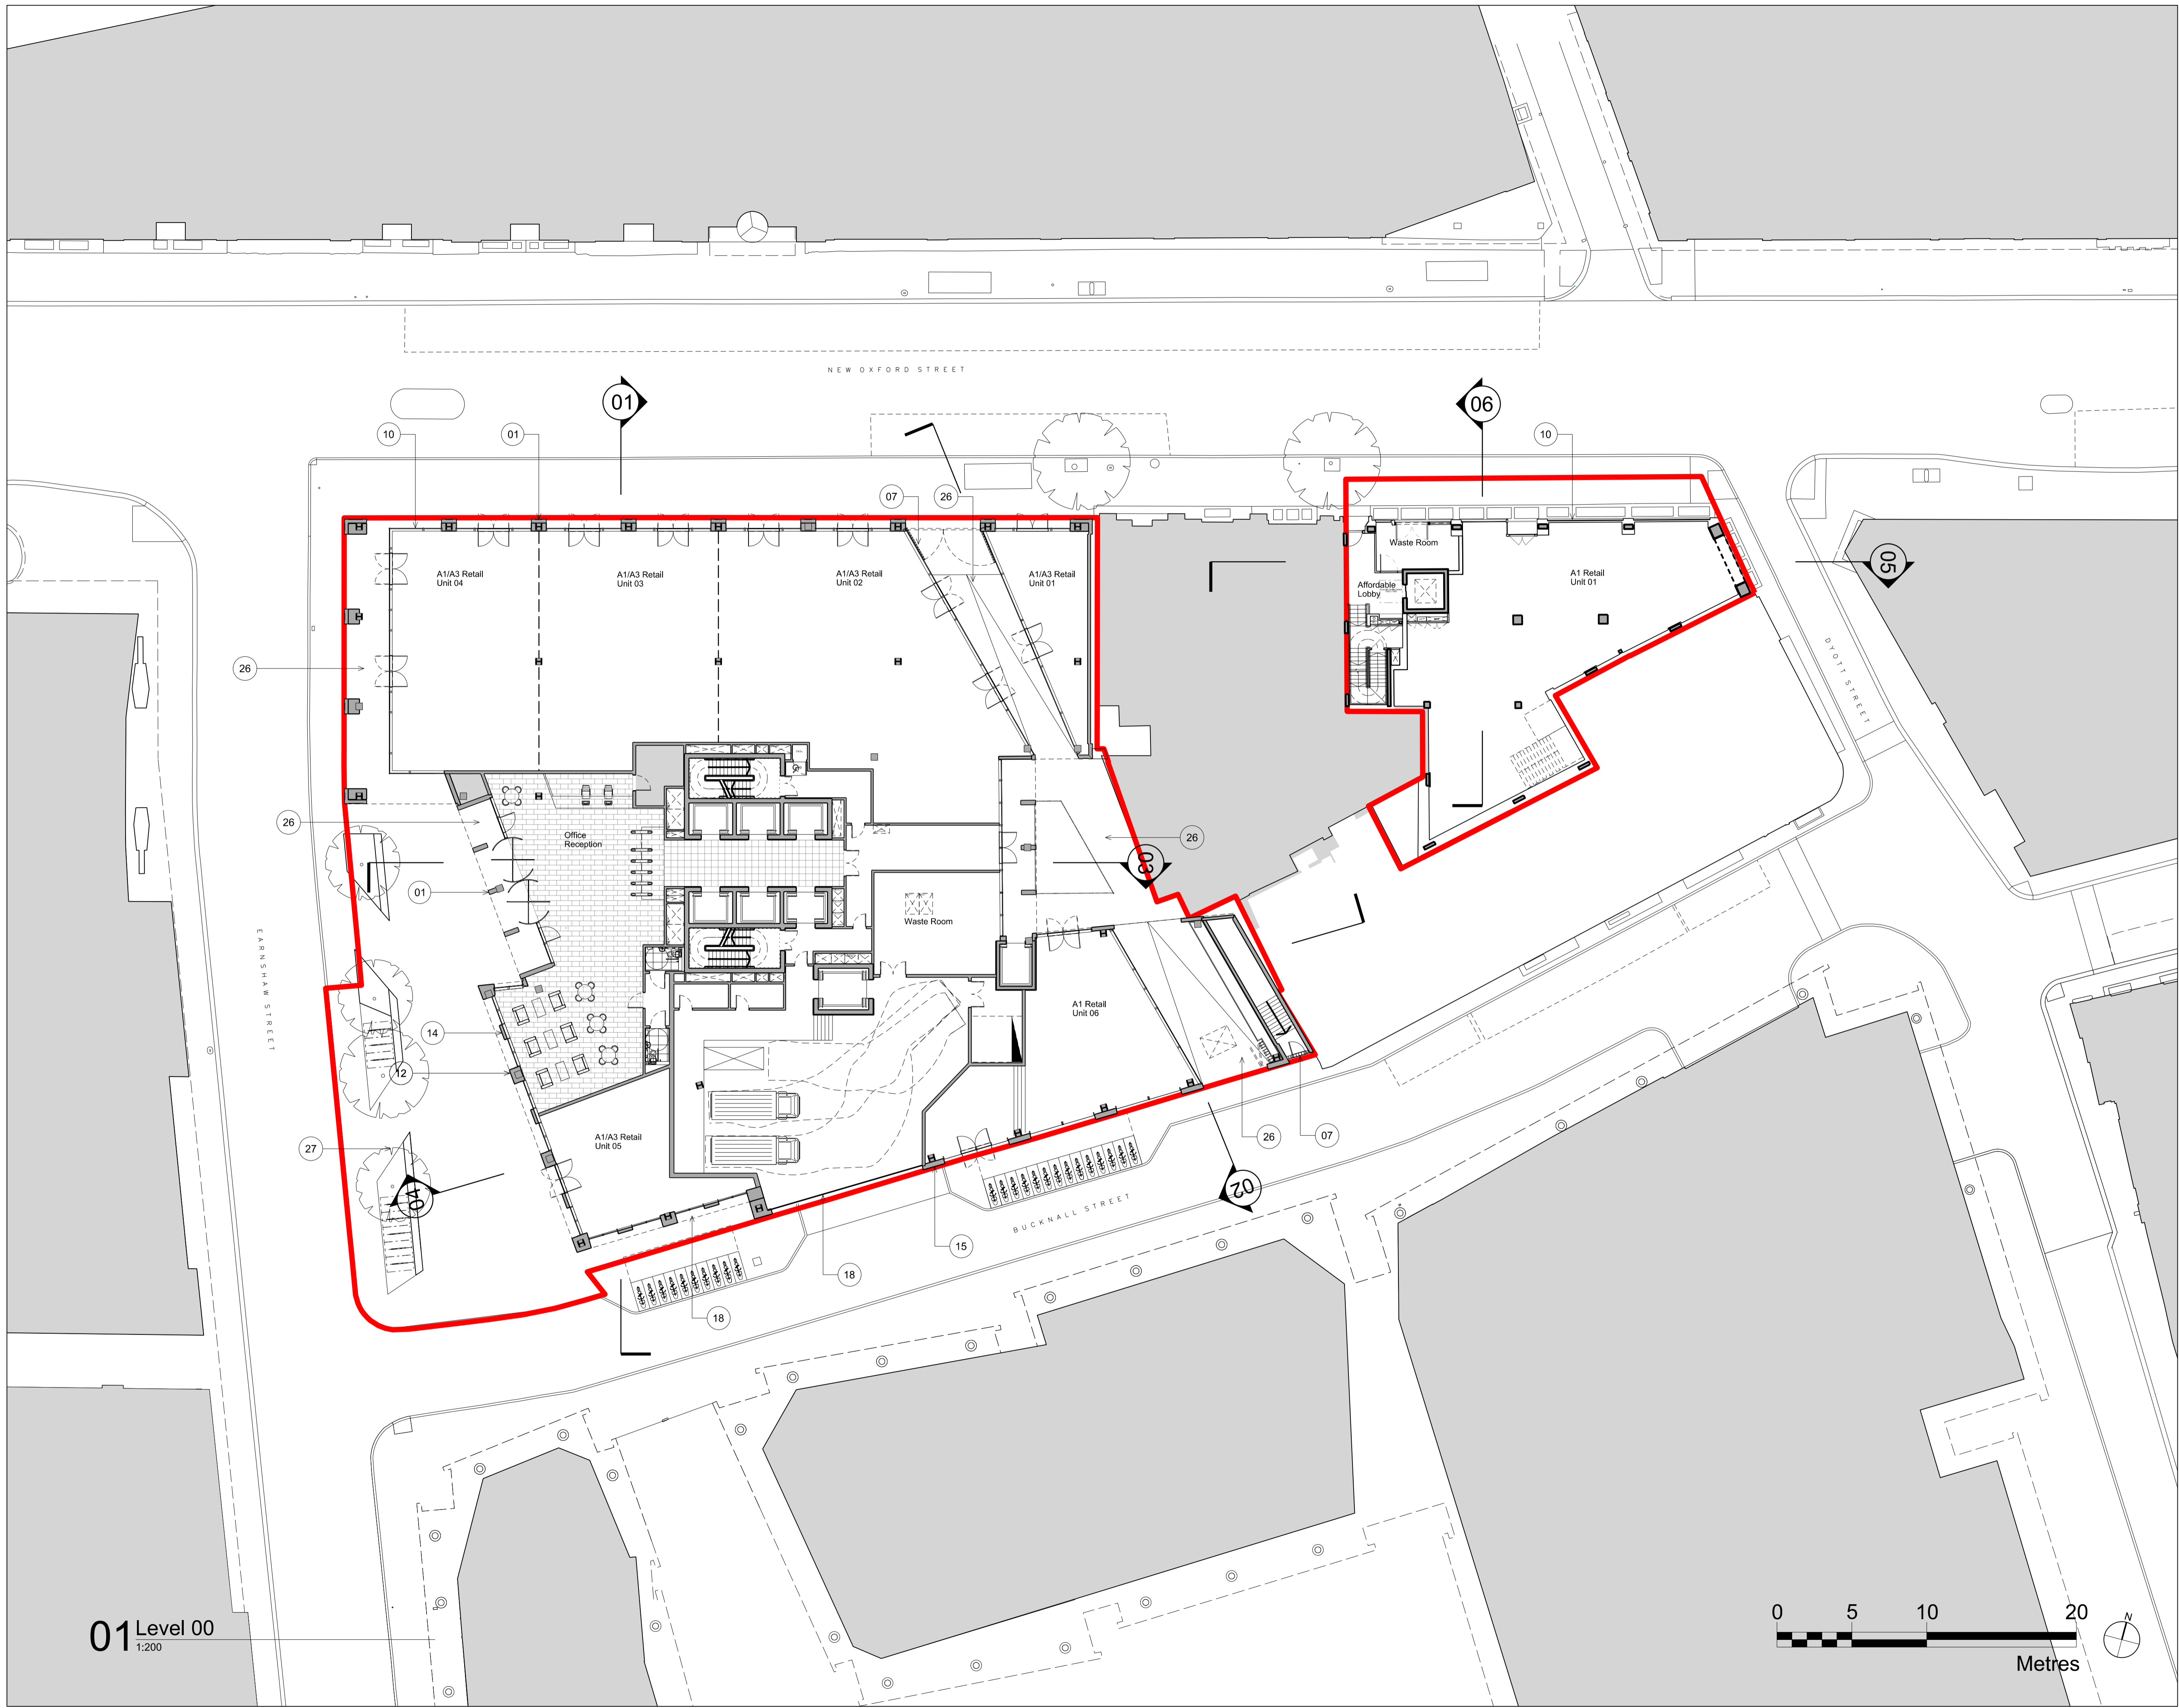 NEW OXFORD STREET
01
06
10
01
10
07
26
05
Waste Room
A1/A3 Retail
Unit 04
A1/A3 Retail
Unit 03
A1/A3 Retail
Unit 02
A1/A3 Retail
Unit 01
A1 Retail
Unit 01
Affordable
Lobby
26
DYOTT STREET
26
Office
Reception
26
03
01
Waste Room
EARNSHAW STREET
A1 Retail
Unit 06
14
12
A1/A3 Retail
Unit 05
27
26
07
04
02
BUCKNALL STREET
15
18
18
01
Level 00
1:200
0
5
10
20
Metres
N